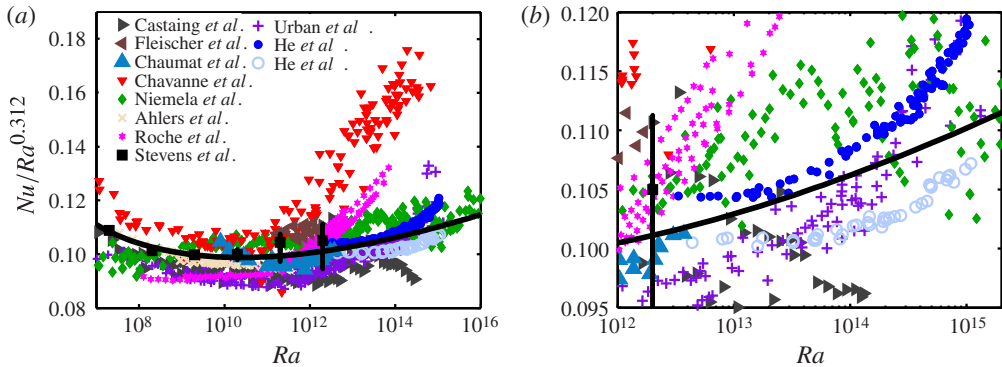 (a)
(b)
Castaing et al.
Fleischer et al.
Chaumat et al.
Chavanne et al.
Niemela et al.
Ahlers et al.
Roche et al.
Stevens et al.
Urban et al .
He et al .
He et al .
0.18
0.16
0.14
0.12
0.10
0.08
Nu/Ra^0.312
10^8
10^10
10^12
10^14
10^16
Ra
0.120
0.115
0.110
0.105
0.100
0.095
10^12
10^13
10^14
10^15
Ra